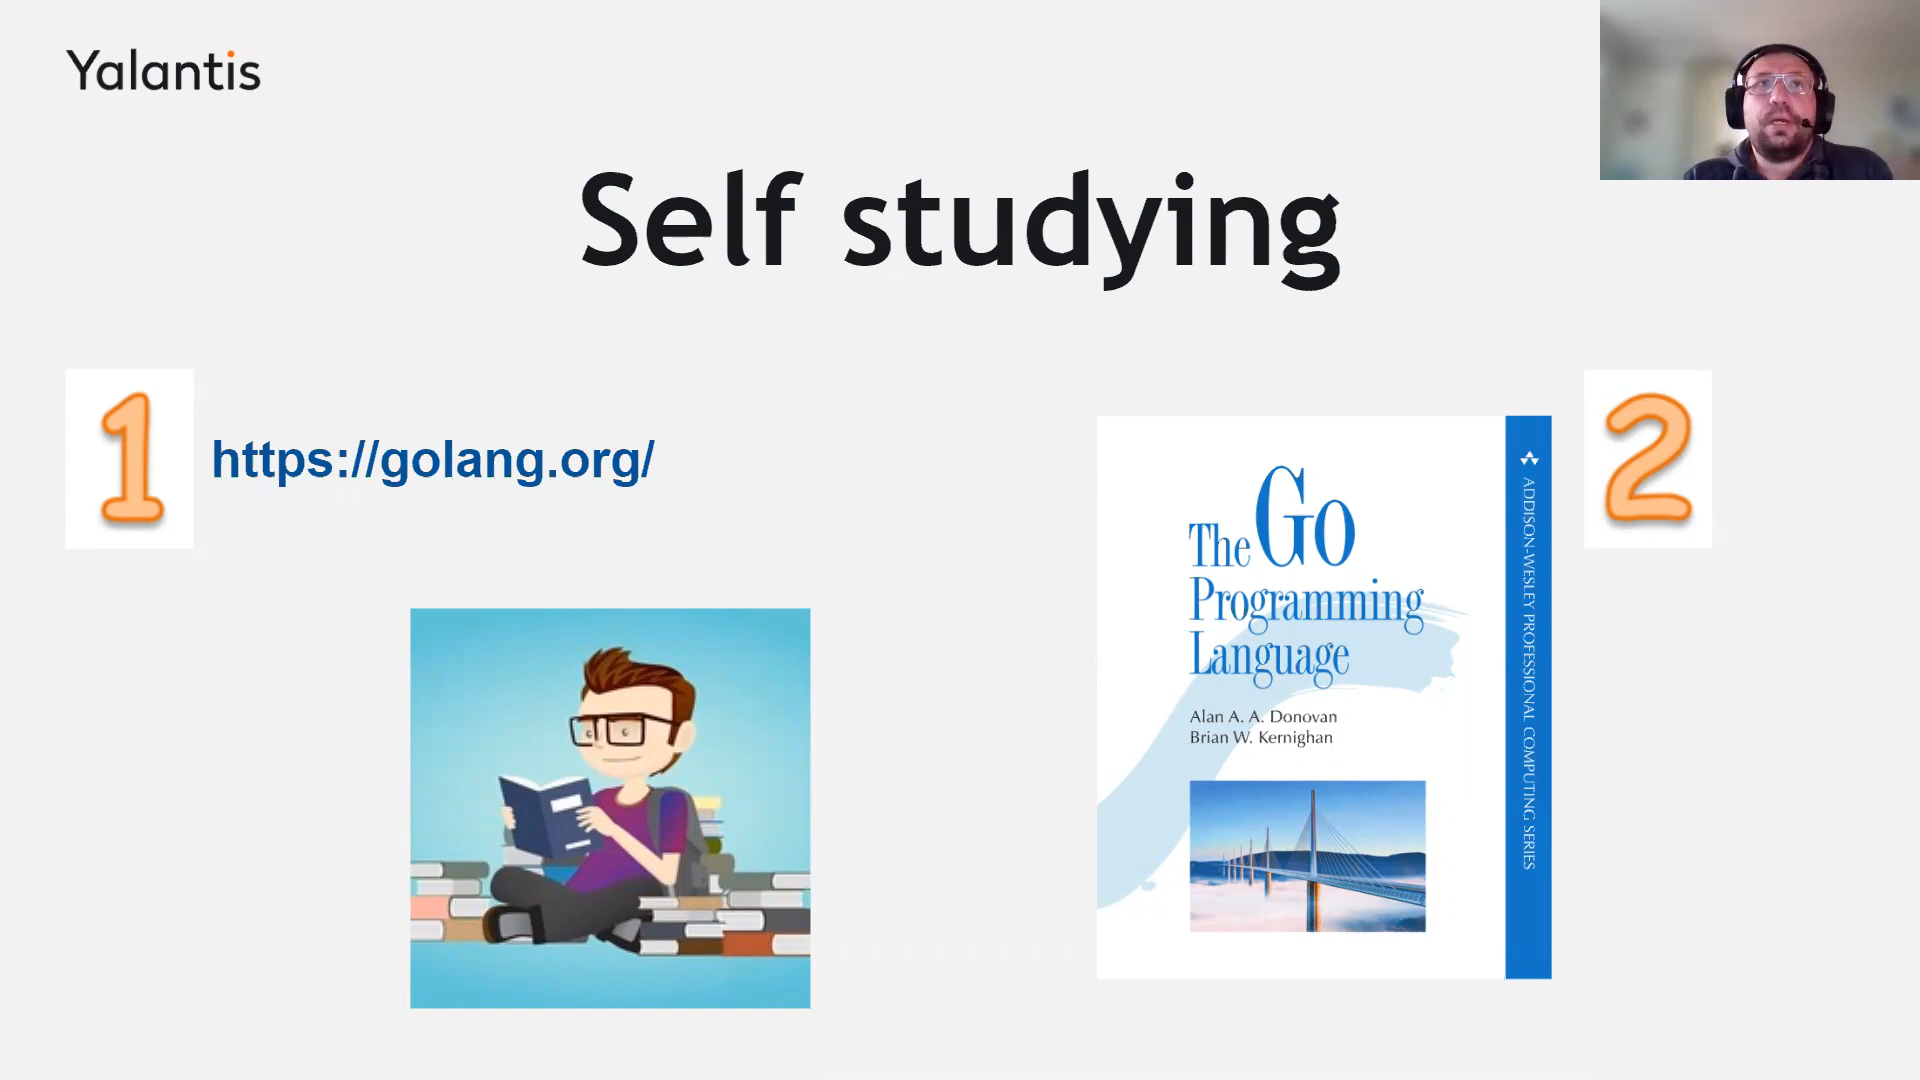 Yalantis
Self studying
1
https://golang.org/
2
The Go
Programming
Language
Alan A. A. Donovan
Brian W. Kernighan
ADDISON-WESLEY PROFESSIONAL COMPUTING SERIES